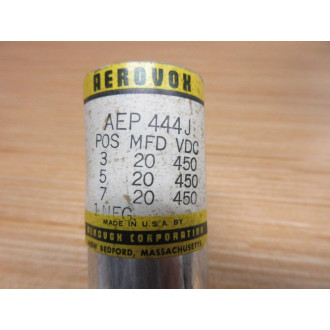 AEROVOX
AEP 444J
POS MFD VDC
3 20 450
5 20 450
7 20 450
1 NEG.
MADE IN U.S.A. BY
AEROVOX CORPORATION
NEW BEDFORD, MASSACHUSETTS